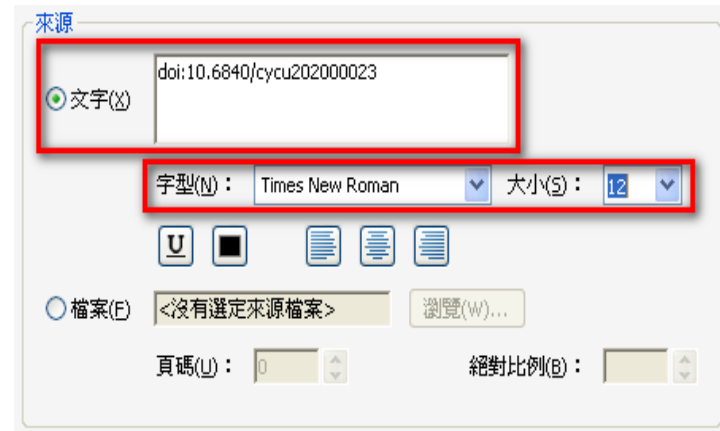 來源
doi:10.6840/cycu202000023
文字(X)
字型(N)： Times New Roman 大小(S)： 12
U
檔案(F) <沒有選定來源檔案> 瀏覽(W)...
頁碼(U)： 0 絕對比例(B)：